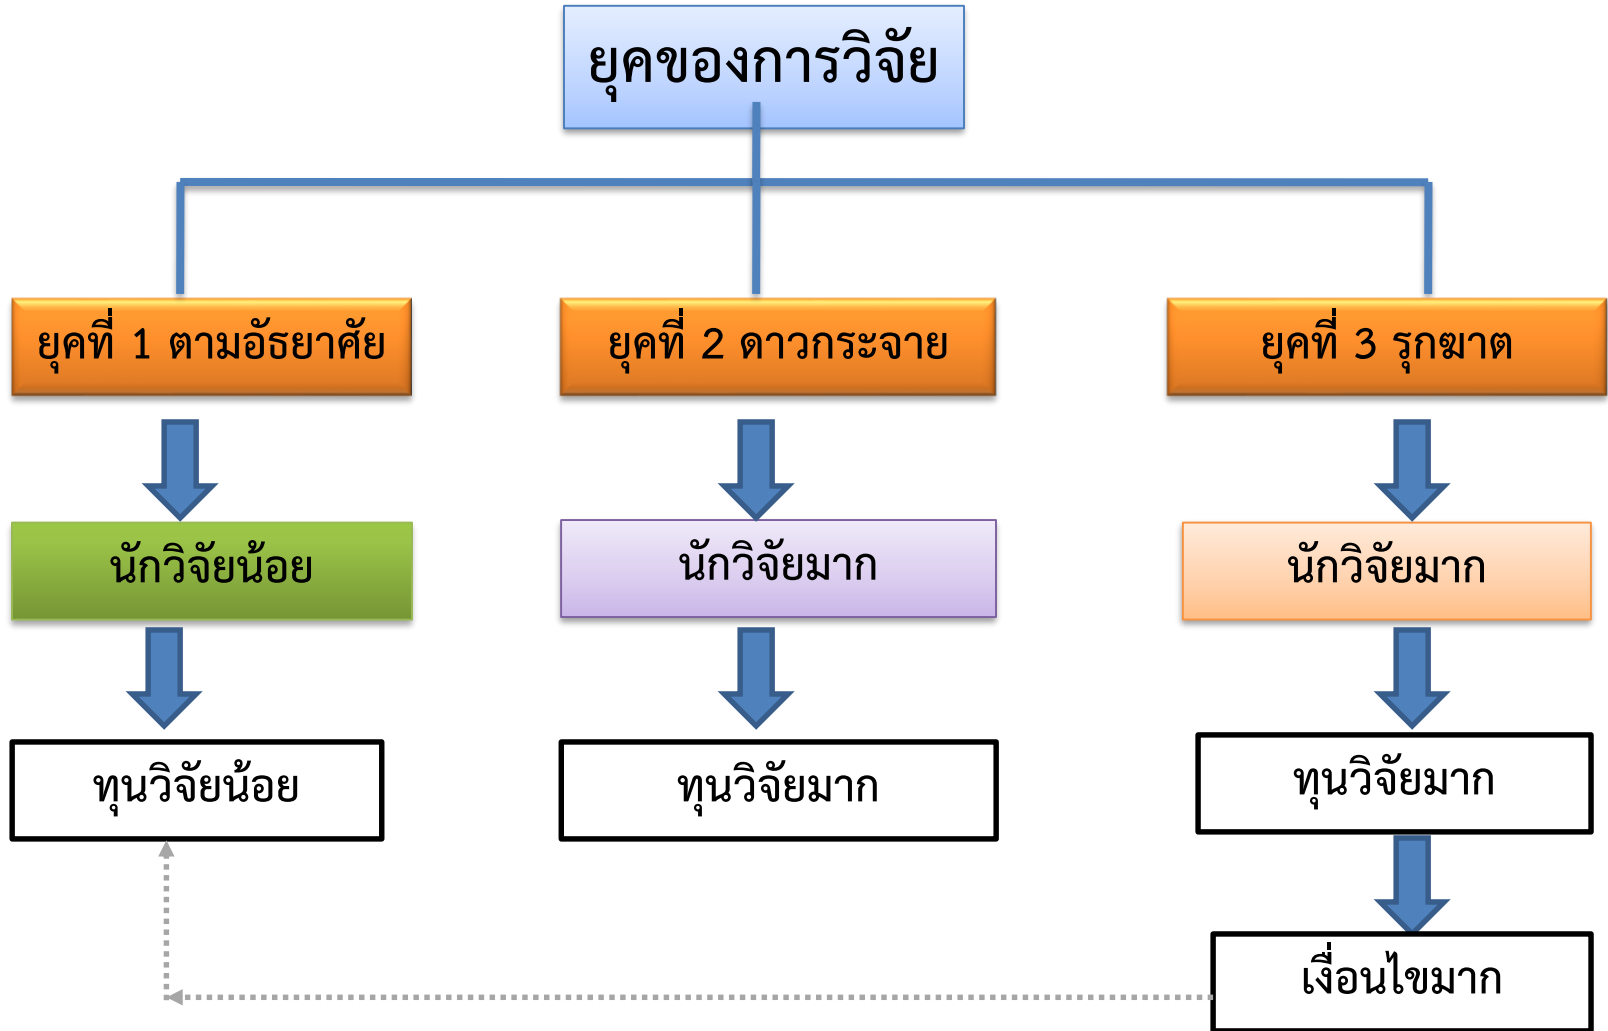 ยุคของการวิจัย
ยุคที่ 1 ตามอัธยาศัย
ยุคที่ 2 ดาวกระจาย
ยุคที่ 3 รุกฆาต
นักวิจัยน้อย
นักวิจัยมาก
นักวิจัยมาก
ทุนวิจัยน้อย
ทุนวิจัยมาก
ทุนวิจัยมาก
เงื่อนไขมาก